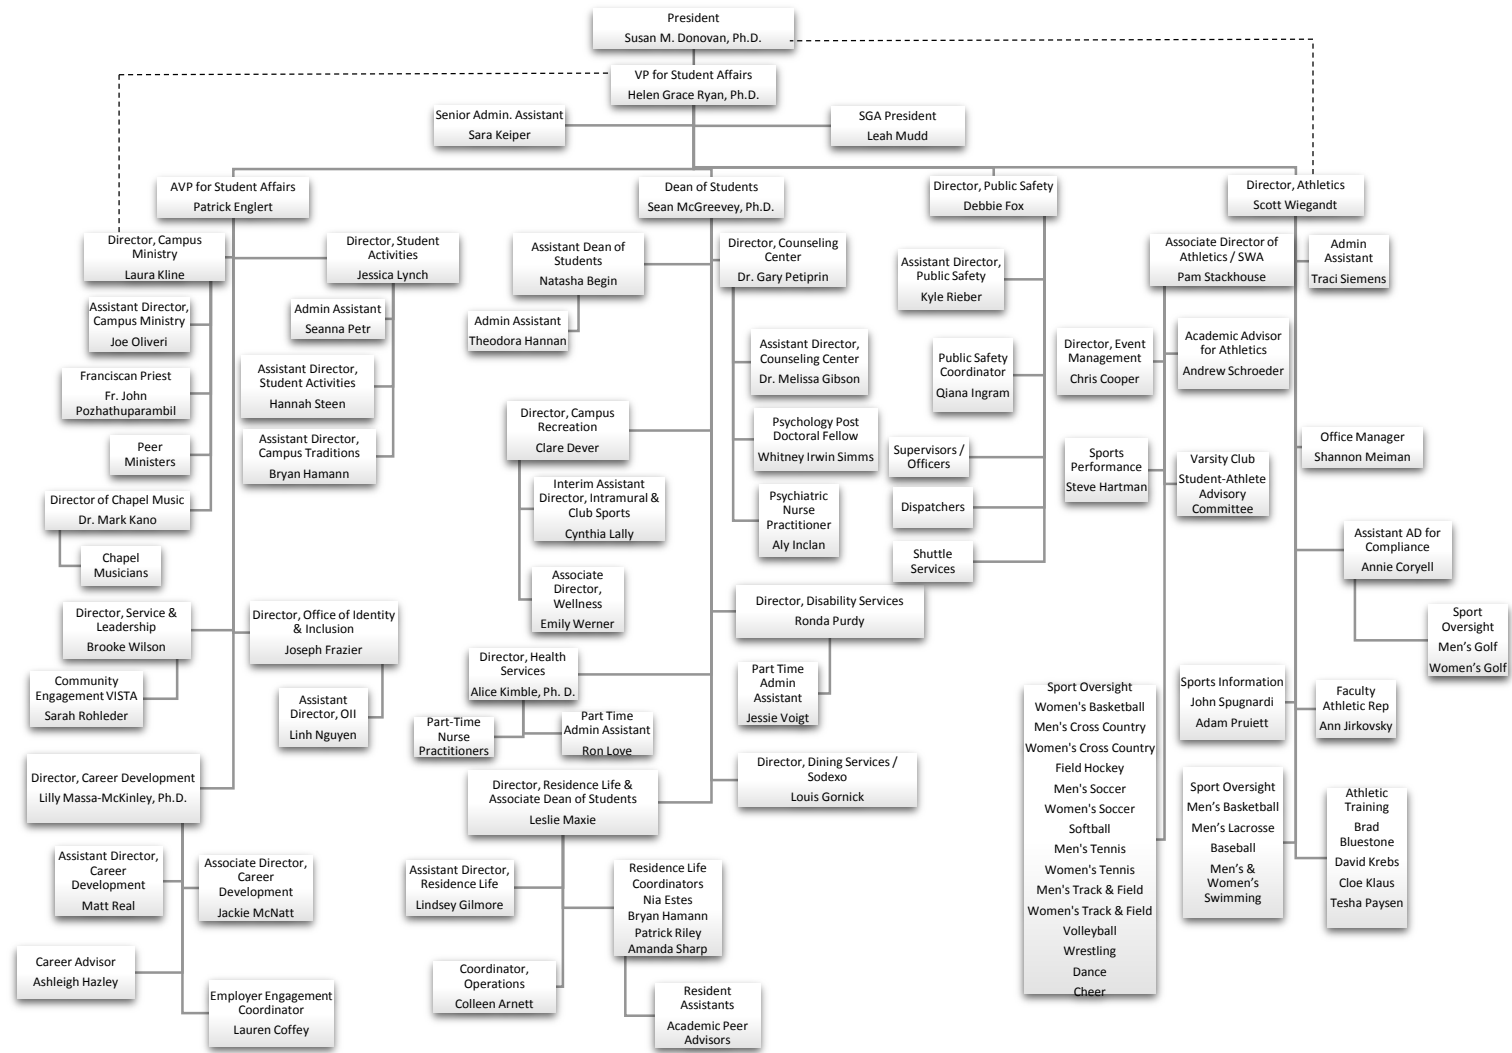 President
Susan M. Donovan, Ph.D.
VP for Student Affairs
Helen Grace Ryan, Ph.D.
Senior Admin. Assistant
Sara Keiper
SGA President
Leah Mudd
AVP for Student Affairs
Patrick Englert
Director, Campus
Ministry
Laura Kline
Assistant Director,
Campus Ministry
Joe Oliveri
Franciscan Priest
Fr. John
Pozhathuparambil
Peer
Ministers
Director of Chapel Music
Dr. Mark Kano
Chapel
Musicians
Director, Student
Activities
Jessica Lynch
Admin Assistant
Seanna Petr
Assistant Director,
Student Activities
Hannah Steen
Assistant Director,
Campus Traditions
Bryan Hamann
Director, Service &
Leadership
Brooke Wilson
Community
Engagement VISTA
Sarah Rohleder
Director, Office of Identity
& Inclusion
Joseph Frazier
Assistant
Director, OII
Linh Nguyen
Director, Career Development
Lilly Massa-McKinley, Ph.D.
Assistant Director,
Career
Development
Matt Real
Associate Director,
Career
Development
Jackie McNatt
Career Advisor
Ashleigh Hazley
Employer Engagement
Coordinator
Lauren Coffey
Dean of Students
Sean McGreevey, Ph.D.
Assistant Dean of
Students
Natasha Begin
Admin Assistant
Theodora Hannan
Director, Counseling
Center
Dr. Gary Petiprin
Assistant Director,
Counseling Center
Dr. Melissa Gibson
Psychology Post
Doctoral Fellow
Whitney Irwin Simms
Psychiatric
Nurse
Practitioner
Aly Inclan
Director, Campus
Recreation
Clare Dever
Interim Assistant
Director, Intramural &
Club Sports
Cynthia Lally
Associate
Director,
Wellness
Emily Werner
Director, Disability Services
Ronda Purdy
Part Time
Admin
Assistant
Jessie Voigt
Director, Health
Services
Alice Kimble, Ph. D.
Part-Time
Nurse
Practitioners
Part Time
Admin Assistant
Ron Love
Director, Dining Services /
Sodexo
Louis Gornick
Director, Residence Life &
Associate Dean of Students
Leslie Maxie
Assistant Director,
Residence Life
Lindsey Gilmore
Residence Life
Coordinators
Nia Estes
Bryan Hamann
Patrick Riley
Amanda Sharp
Coordinator,
Operations
Colleen Arnett
Resident
Assistants
Academic Peer
Advisors
Director, Public Safety
Debbie Fox
Assistant Director,
Public Safety
Kyle Rieber
Public Safety
Coordinator
Qiana Ingram
Supervisors /
Officers
Dispatchers
Shuttle
Services
Director, Athletics
Scott Wiegandt
Associate Director of
Athletics / SWA
Pam Stackhouse
Admin
Assistant
Traci Siemens
Director, Event
Management
Chris Cooper
Academic Advisor
for Athletics
Andrew Schroeder
Sports
Performance
Steve Hartman
Varsity Club
Student-Athlete
Advisory
Committee
Office Manager
Shannon Meiman
Assistant AD for
Compliance
Annie Coryell
Sport
Oversight
Men's Golf
Women's Golf
Sport Oversight
Women's Basketball
Men's Cross Country
Women's Cross Country
Field Hockey
Men's Soccer
Women's Soccer
Softball
Men's Tennis
Women's Tennis
Men's Track & Field
Women's Track & Field
Volleyball
Wrestling
Dance
Cheer
Sports Information
John Spugnardi
Adam Pruiett
Faculty
Athletic Rep
Ann Jirkovsky
Sport Oversight
Men's Basketball
Men's Lacrosse
Baseball
Men's &
Women's
Swimming
Athletic
Training
Brad
Bluestone
David Krebs
Cloe Klaus
Tesha Paysen